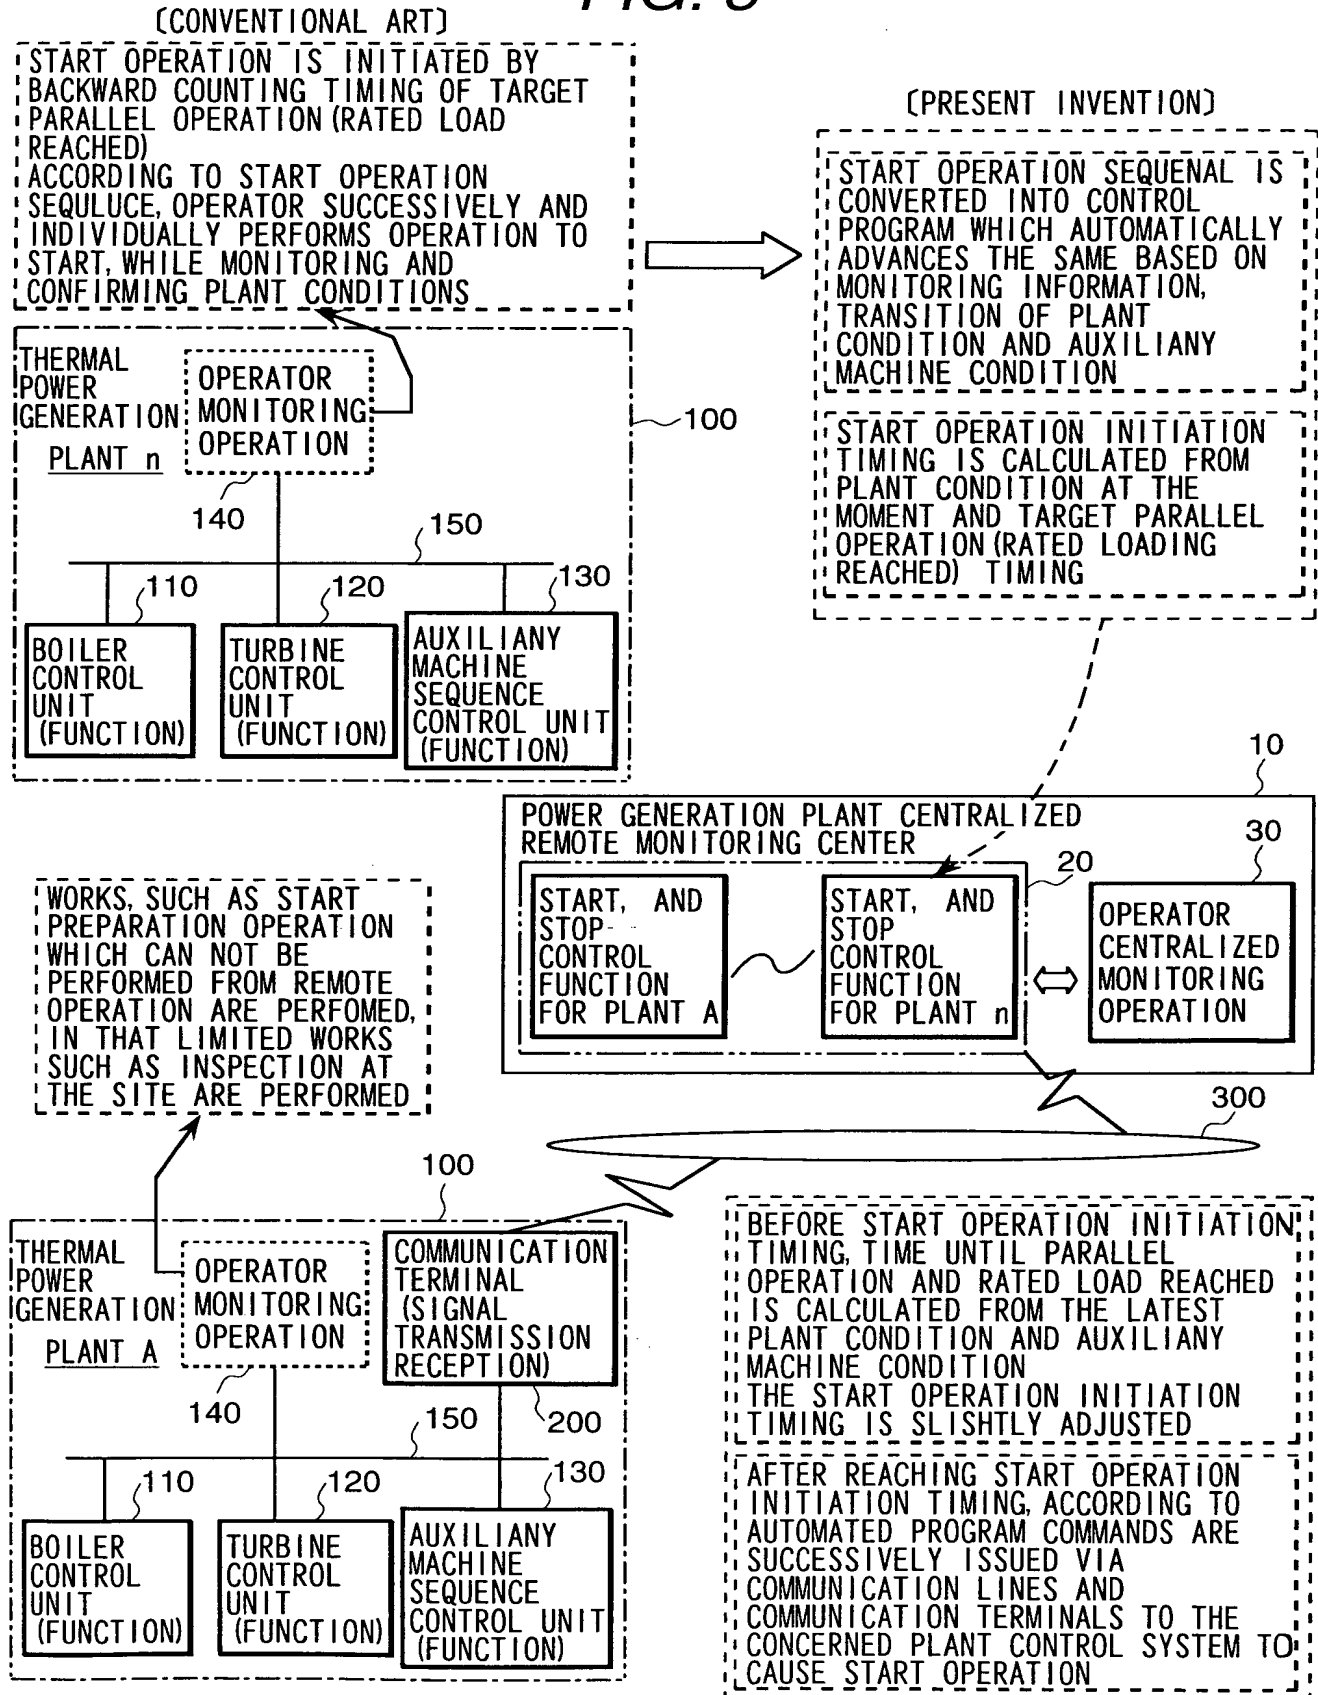 〔CONVENTIONAL ART〕
START OPERATION IS INITIATED BY
BACKWARD COUNTING TIMING OF TARGET
PARALLEL OPERATION (RATED LOAD
REACHED)
ACCORDING TO START OPERATION
SEQULUCE, OPERATOR SUCCESSIVELY AND
INDIVIDUALLY PERFORMS OPERATION TO
START, WHILE MONITORING AND
CONFIRMING PLANT CONDITIONS
〔PRESENT INVENTION〕
START OPERATION SEQUENAL IS
CONVERTED INTO CONTROL
PROGRAM WHICH AUTOMATICALLY
ADVANCES THE SAME BASED ON
MONITORING INFORMATION,
TRANSITION OF PLANT
CONDITION AND AUXILIANY
MACHINE CONDITION
START OPERATION INITIATION
TIMING IS CALCULATED FROM
PLANT CONDITION AT THE
MOMENT AND TARGET PARALLEL
OPERATION (RATED LOADING
REACHED) TIMING
THERMAL
POWER
GENERATION
PLANT n
OPERATOR
MONITORING
OPERATION
100
140
150
110
120
130
BOILER
CONTROL
UNIT
(FUNCTION)
TURBINE
CONTROL
UNIT
(FUNCTION)
AUXILIANY
MACHINE
SEQUENCE
CONTROL UNIT
(FUNCTION)
10
POWER GENERATION PLANT CENTRALIZED
REMOTE MONITORING CENTER
20
30
START, AND
STOP
CONTROL
FUNCTION
FOR PLANT A
START, AND
STOP
CONTROL
FUNCTION
FOR PLANT n
OPERATOR
CENTRALIZED
MONITORING
OPERATION
WORKS, SUCH AS START
PREPARATION OPERATION
WHICH CAN NOT BE
PERFORMED FROM REMOTE
OPERATION ARE PERFOMED,
IN THAT LIMITED WORKS
SUCH AS INSPECTION AT
THE SITE ARE PERFORMED
300
100
THERMAL
POWER
GENERATION
PLANT A
OPERATOR
MONITORING
OPERATION
COMMUNICATION
TERMINAL
(SIGNAL
TRANSMISSION
RECEPTION)
140
150
200
110
120
130
BOILER
CONTROL
UNIT
(FUNCTION)
TURBINE
CONTROL
UNIT
(FUNCTION)
AUXILIANY
MACHINE
SEQUENCE
CONTROL UNIT
(FUNCTION)
BEFORE START OPERATION INITIATION
TIMING, TIME UNTIL PARALLEL
OPERATION AND RATED LOAD REACHED
IS CALCULATED FROM THE LATEST
PLANT CONDITION AND AUXILIANY
MACHINE CONDITION
THE START OPERATION INITIATION
TIMING IS SLISHTLY ADJUSTED
AFTER REACHING START OPERATION
INITIATION TIMING, ACCORDING TO
AUTOMATED PROGRAM COMMANDS ARE
SUCCESSIVELY ISSUED VIA
COMMUNICATION LINES AND
COMMUNICATION TERMINALS TO THE
CONCERNED PLANT CONTROL SYSTEM TO
CAUSE START OPERATION